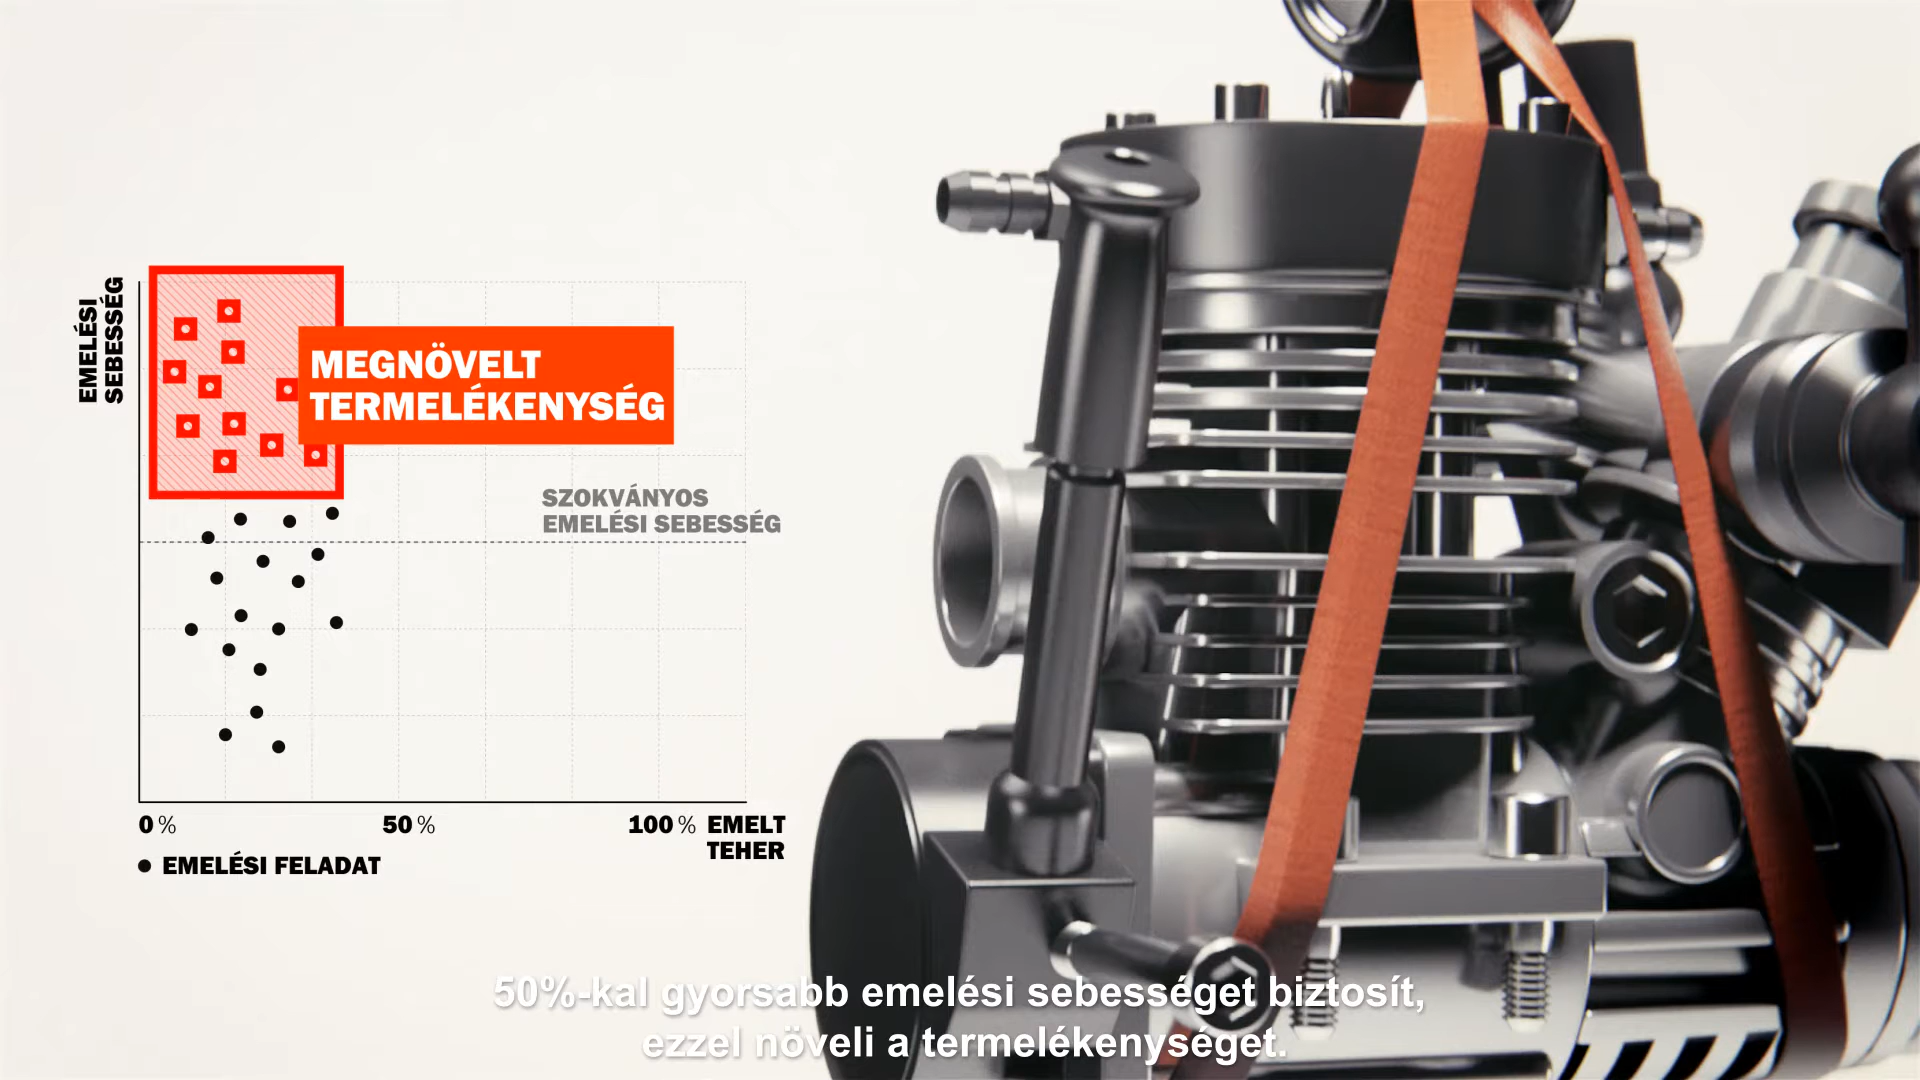 EMELÉSI
SEBESSÉG
MEGNÖVELT
TERMELÉKENYSÉG
SZOKVÁNYOS
EMELÉSI SEBESSÉG
0 %
50 %
100 %
EMELT
TEHER
EMELÉSI FELADAT
50%-kal gyorsabb emelési sebességet biztosít,
ezzel növeli a termelékenységet.